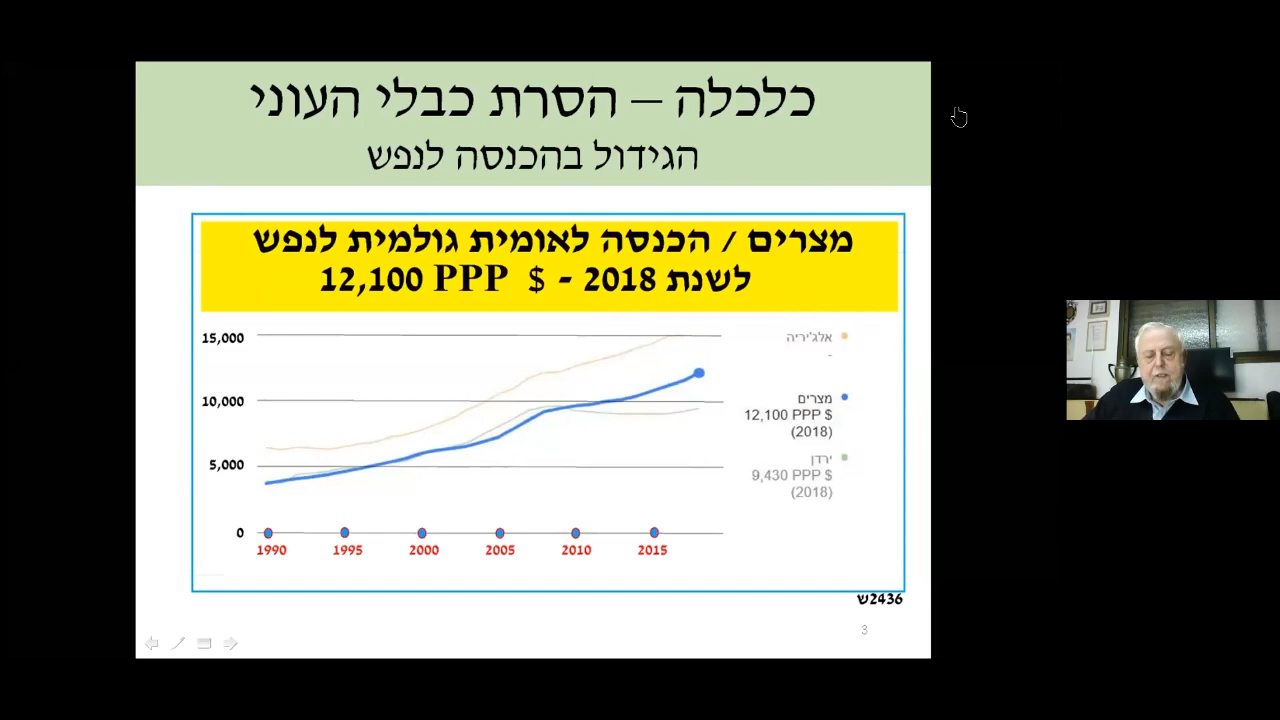 כלכלה – הסרת כבלי העוני
הגידול בהכנסה לנפש
מצרים / הכנסה לאומית גולמית לנפש
לשנת 2018 - $ 12,100 PPP
15,000
10,000
5,000
0
1990
1995
2000
2005
2010
2015
אלג'יריה
-
מצרים
12,100 PPP $
(2018)
ירדן
9,430 PPP $
(2018)
2436ש
3